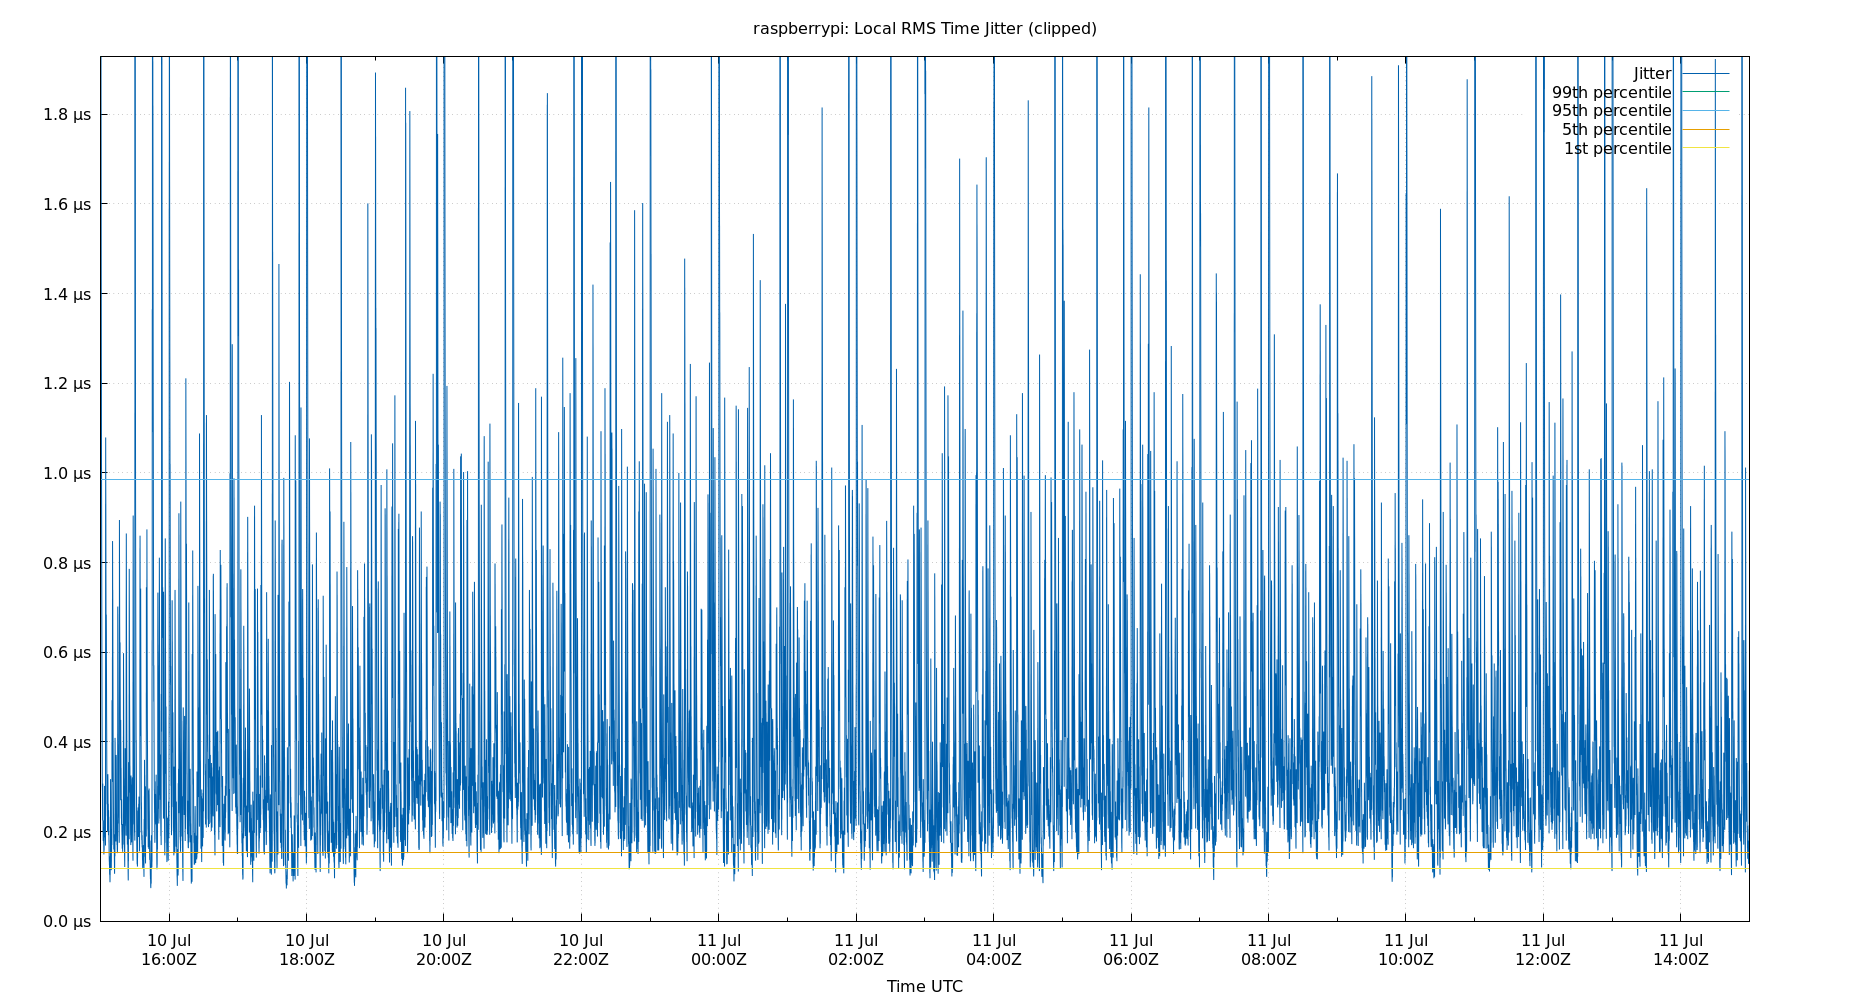 raspberrypi: Local RMS Time Jitter (clipped)
Jitter
99th percentile
95th percentile
5th percentile
1st percentile
1.8 µs
1.6 µs
1.4 µs
1.2 µs
1.0 µs
0.8 µs
0.6 µs
0.4 µs
0.2 µs
0.0 µs
10 Jul 10 Jul 10 Jul 10 Jul 11 Jul 11 Jul 11 Jul 11 Jul 11 Jul 11 Jul 11 Jul 11 Jul
16:00Z 18:00Z 20:00Z 22:00Z 00:00Z 02:00Z 04:00Z 06:00Z 08:00Z 10:00Z 12:00Z 14:00Z
Time UTC